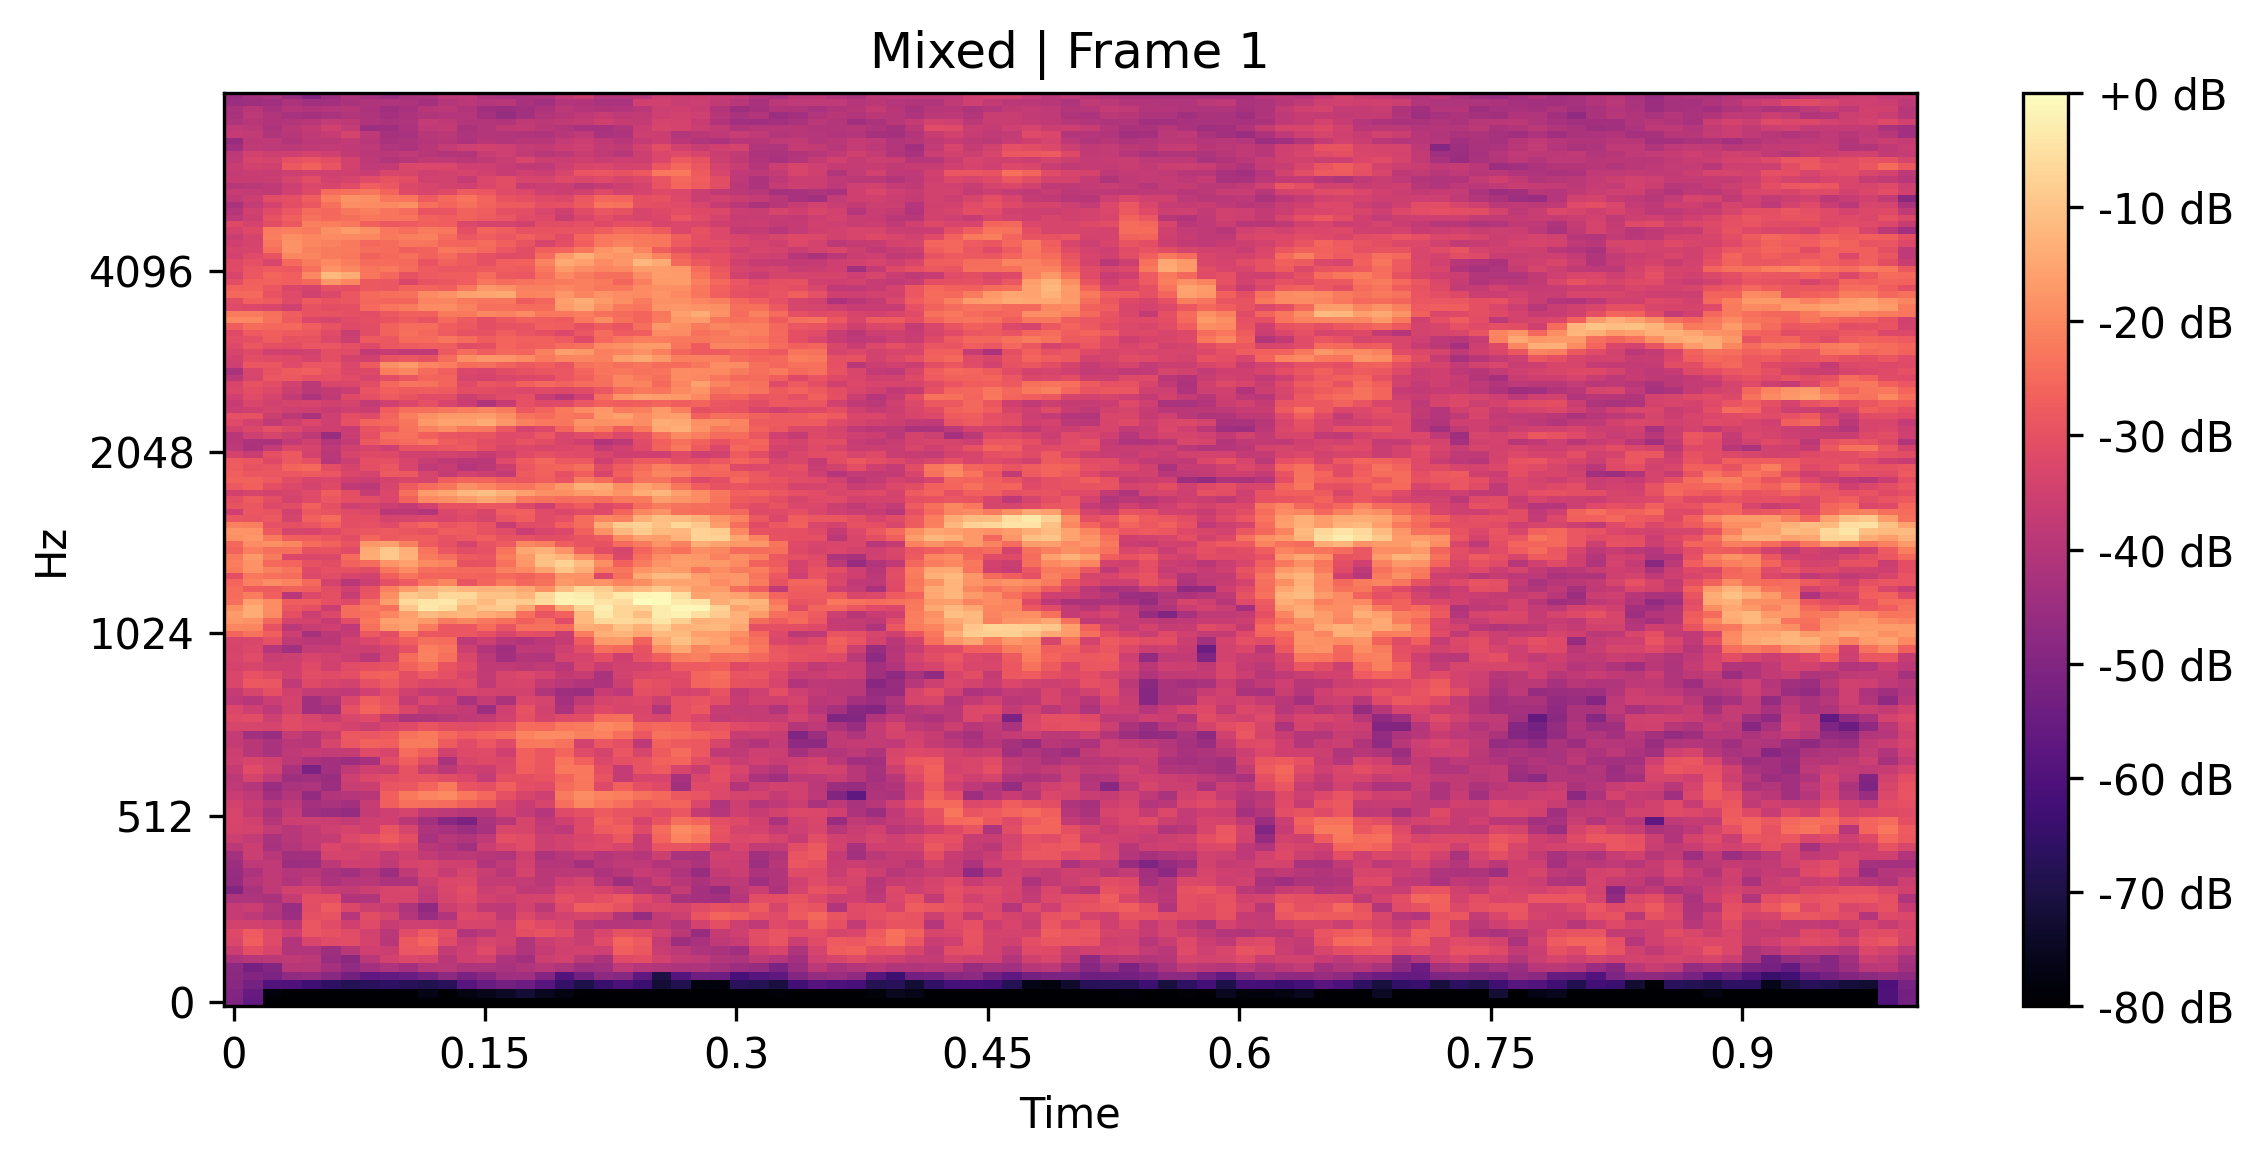 Mixed | Frame 1
+0 dB
-10 dB
-20 dB
-30 dB
-40 dB
-50 dB
-60 dB
-70 dB
-80 dB
Hz
4096
2048
1024
512
0
0 0.15 0.3 0.45 0.6 0.75 0.9
Time